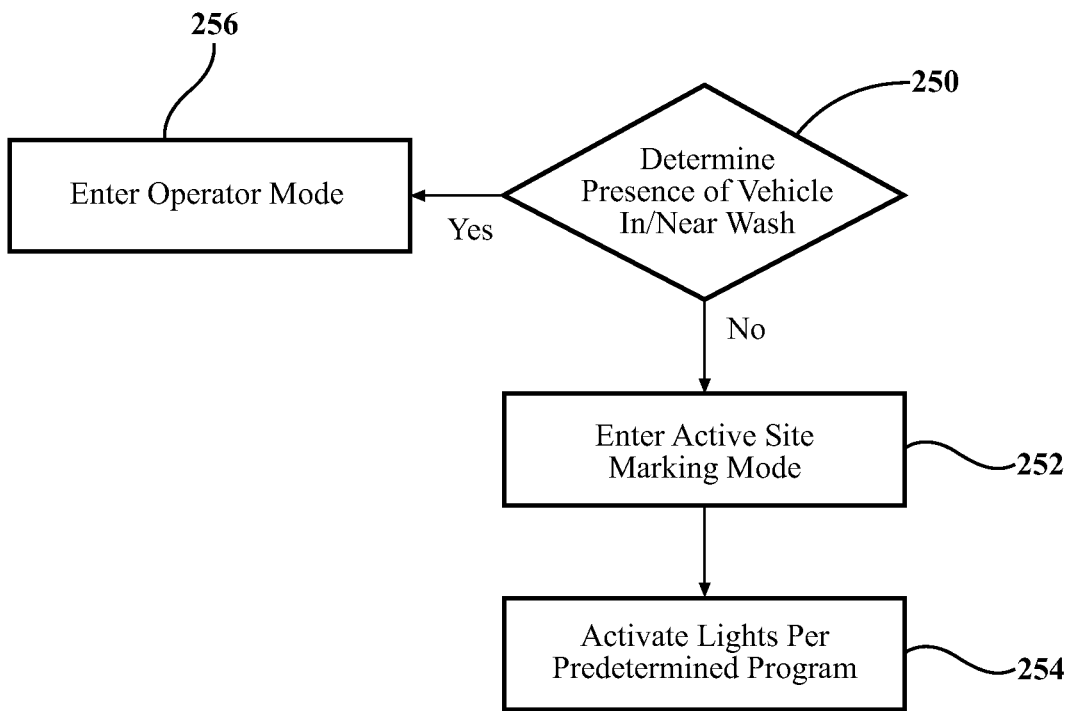 256
250
Determine
Presence of Vehicle
In/Near Wash
Enter Operator Mode
Yes
No
Enter Active Site
Marking Mode
252
Activate Lights Per
Predetermined Program
254